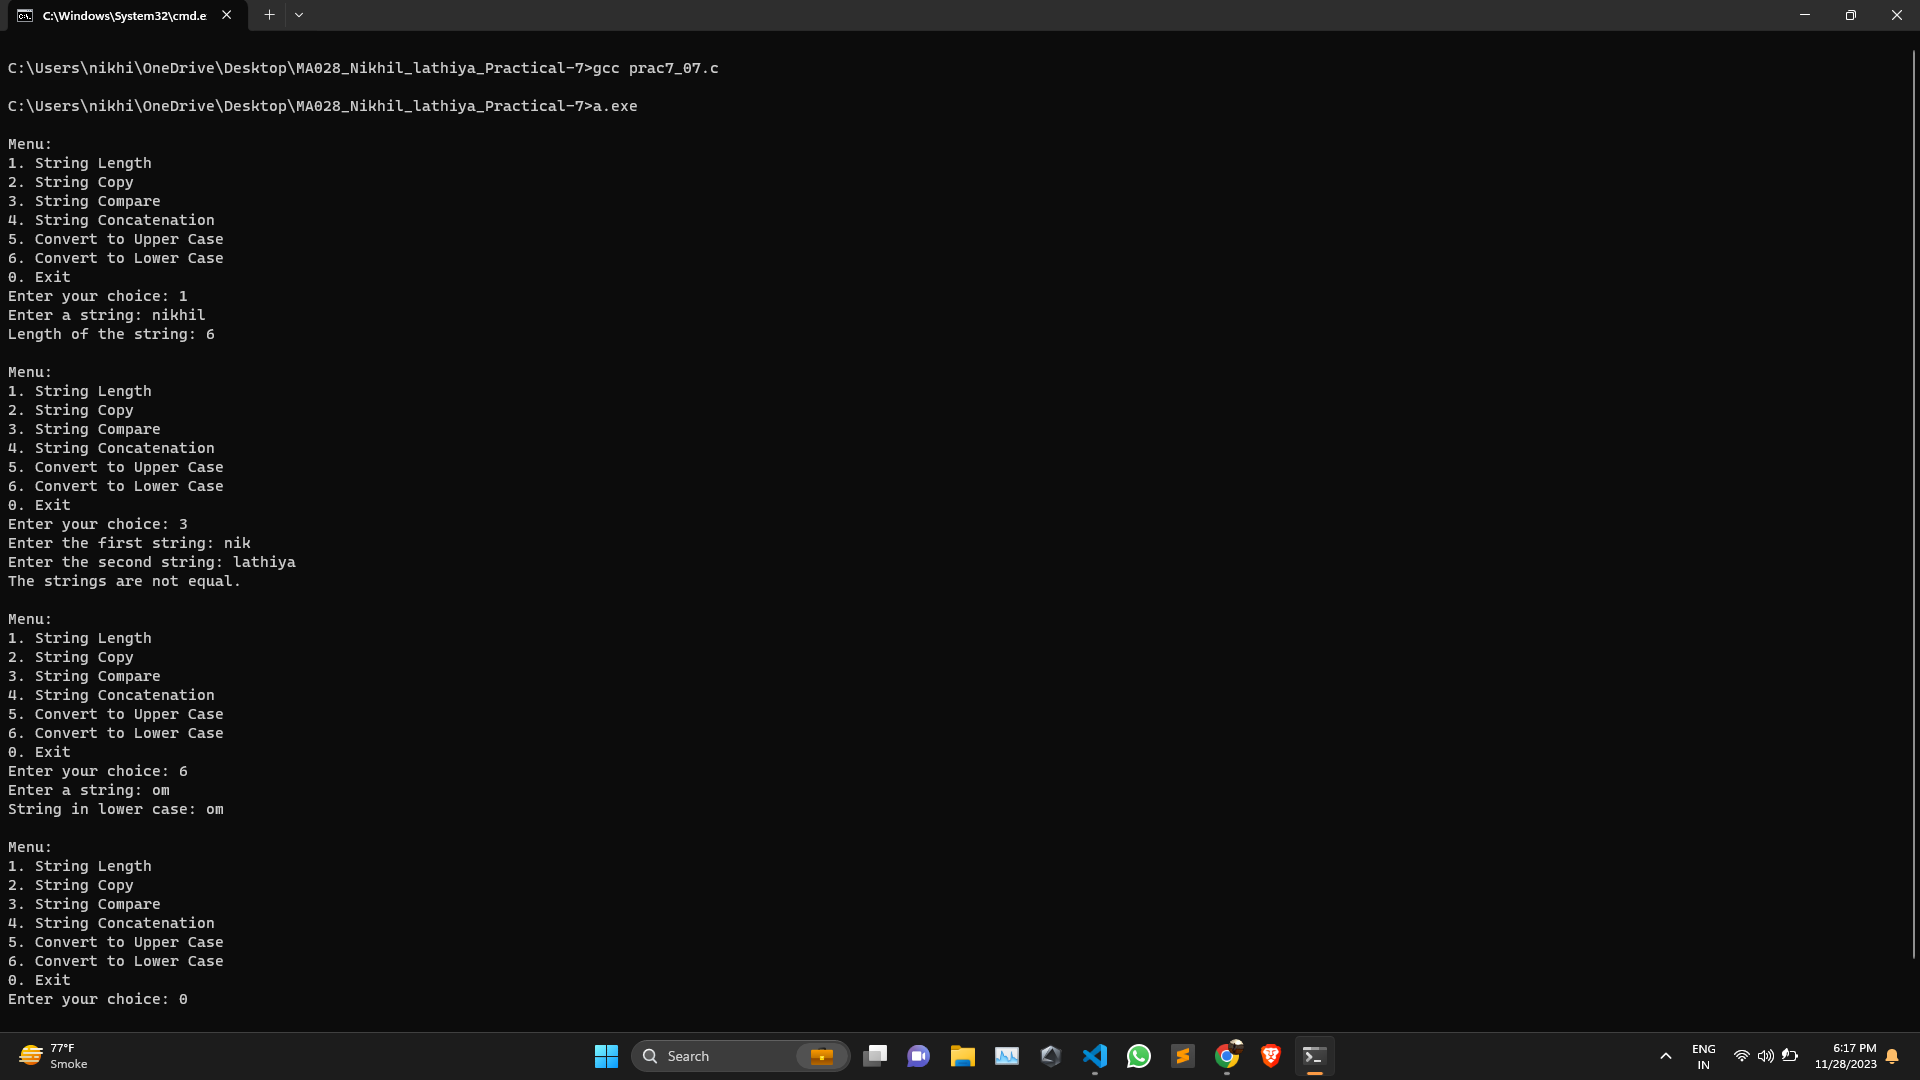 C:\Windows\System32\cmd.e
C:\Users\nikhi\OneDrive\Desktop\MA028_Nikhil_lathiya_Practical-7>gcc prac7_07.c
C:\Users\nikhi\OneDrive\Desktop\MA028_Nikhil_lathiya_Practical-7>a.exe
Menu:
1. String Length
2. String Copy
3. String Compare
4. String Concatenation
5. Convert to Upper Case
6. Convert to Lower Case
0. Exit
Enter your choice: 1
Enter a string: nikhil
Length of the string: 6
Menu:
1. String Length
2. String Copy
3. String Compare
4. String Concatenation
5. Convert to Upper Case
6. Convert to Lower Case
0. Exit
Enter your choice: 3
Enter the first string: nik
Enter the second string: lathiya
The strings are not equal.
Menu:
1. String Length
2. String Copy
3. String Compare
4. String Concatenation
5. Convert to Upper Case
6. Convert to Lower Case
0. Exit
Enter your choice: 6
Enter a string: om
String in lower case: om
Menu:
1. String Length
2. String Copy
3. String Compare
4. String Concatenation
5. Convert to Upper Case
6. Convert to Lower Case
0. Exit
Enter your choice: 0
77°F
Smoke
Search
ENG
IN
6:17 PM
11/28/2023